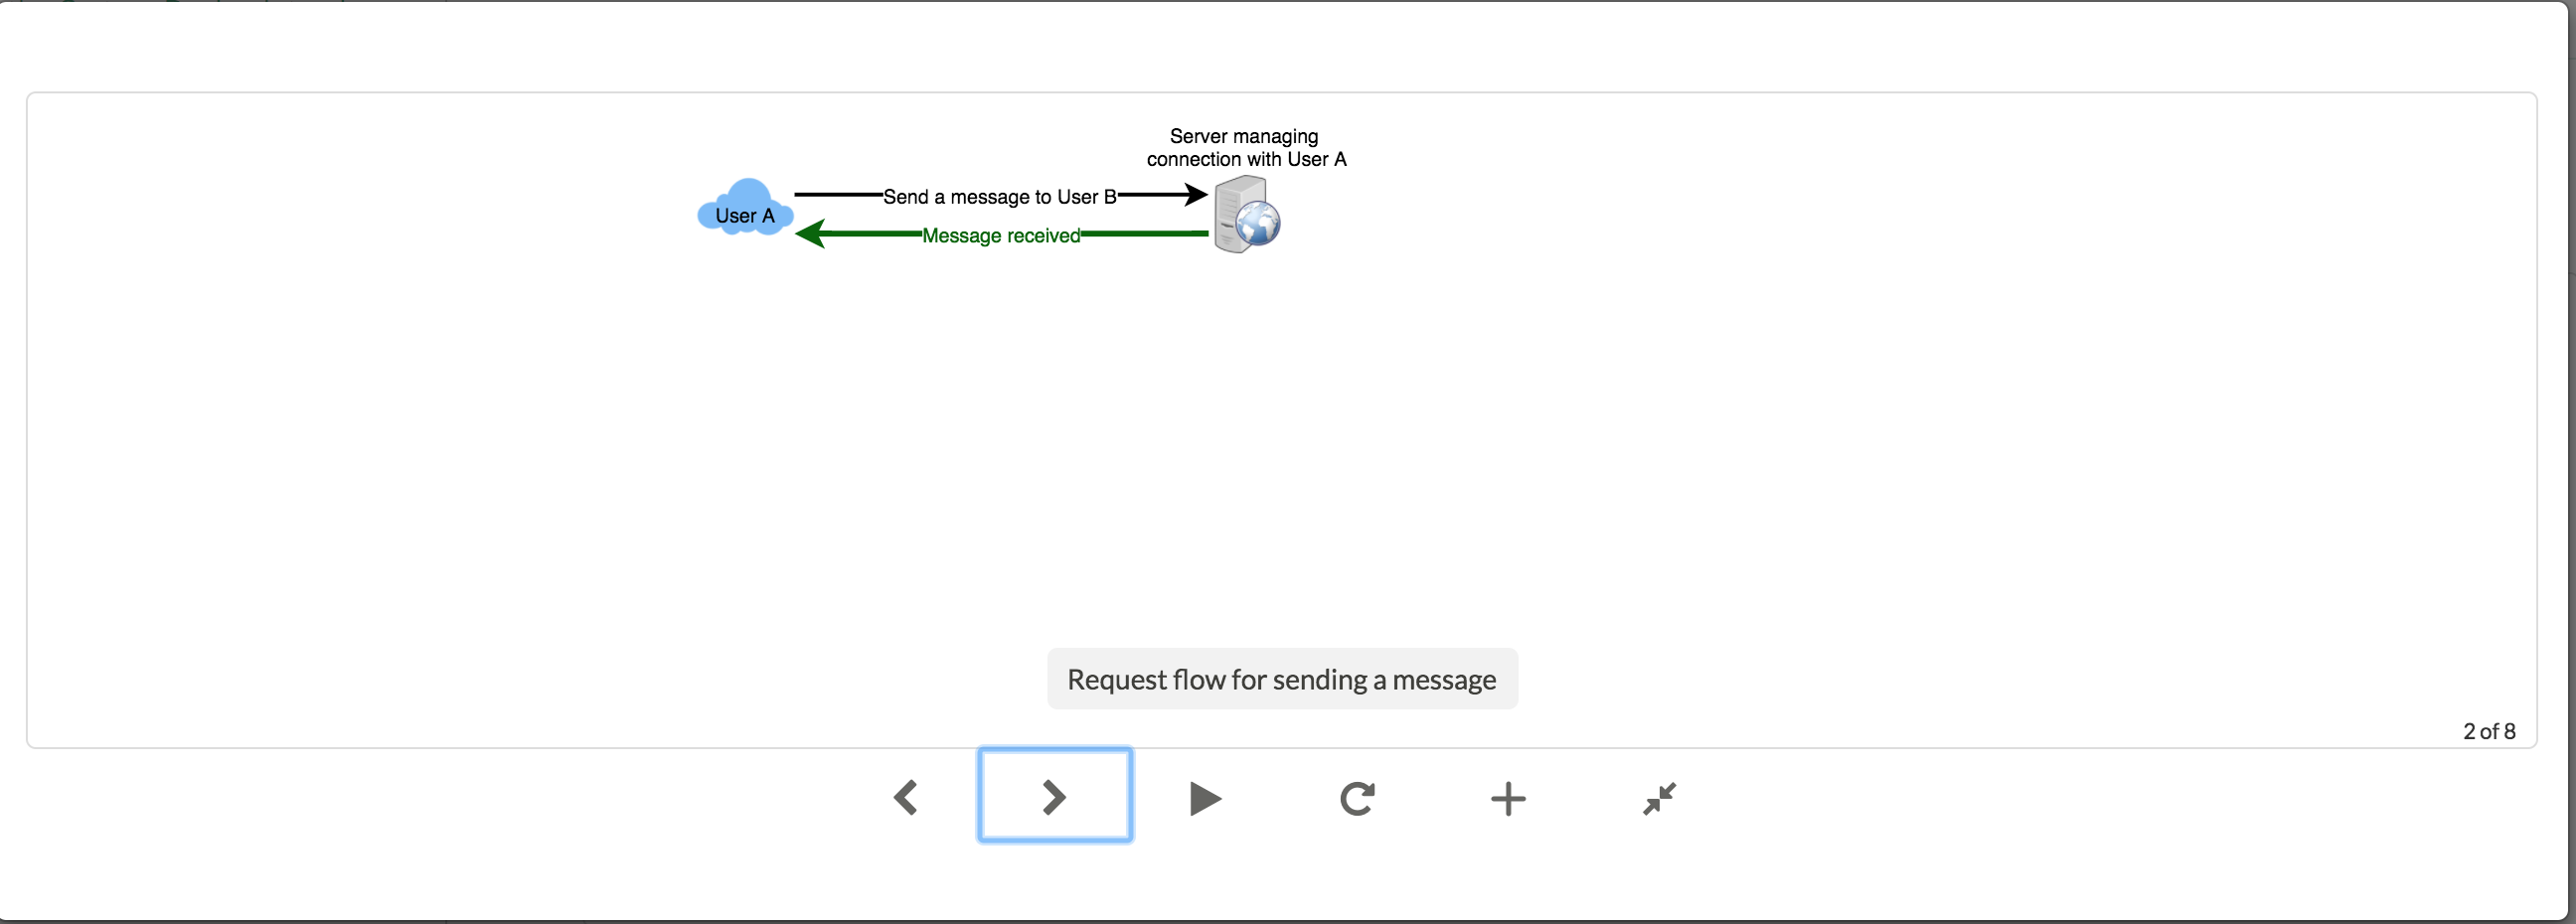 Server managing
connection with User A
User A
Send a message to User B
Message received
Request flow for sending a message
2 of 8